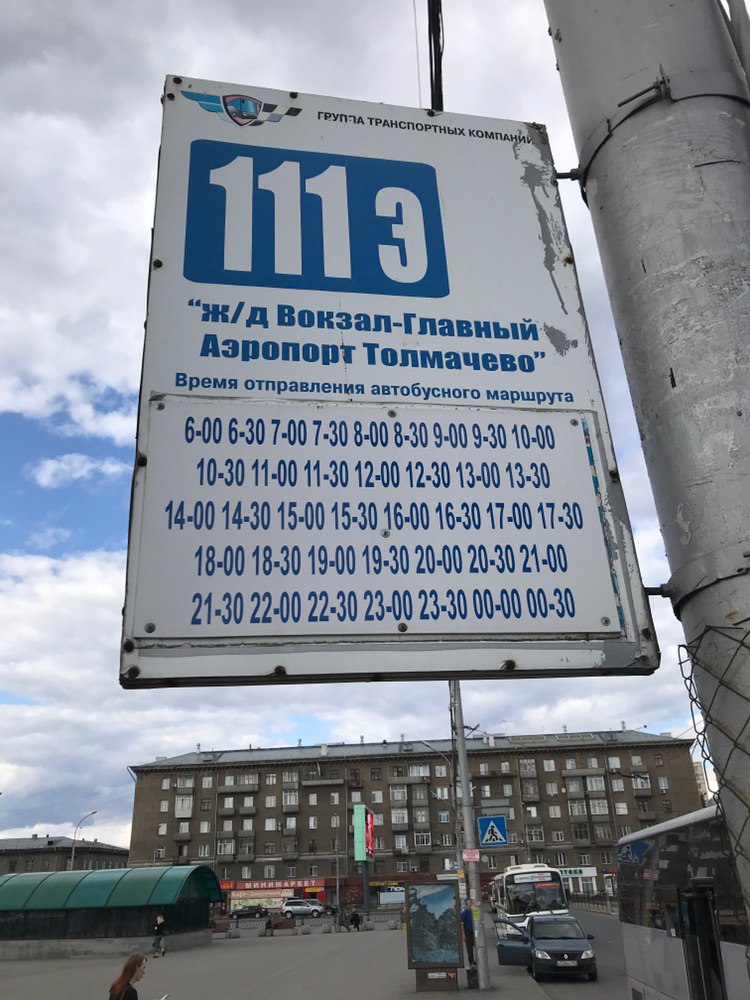 ГРУППА ТРАНСПОРТНЫХ КОМПАНИЙ
111э
“ж/д Вокзал-Главный
Аэропорт Толмачево”
Время отправления автобусного маршрута
6-00 6-30 7-00 7-30 8-00 8-30 9-00 9-30 10-00
10-30 11-00 11-30 12-00 12-30 13-00 13-30
14-00 14-30 15-00 15-30 16-00 16-30 17-00 17-30
18-00 18-30 19-00 19-30 20-00 20-30 21-00
21-30 22-00 22-30 23-00 23-30 00-00 00-30
МИНИМАРКЕТ